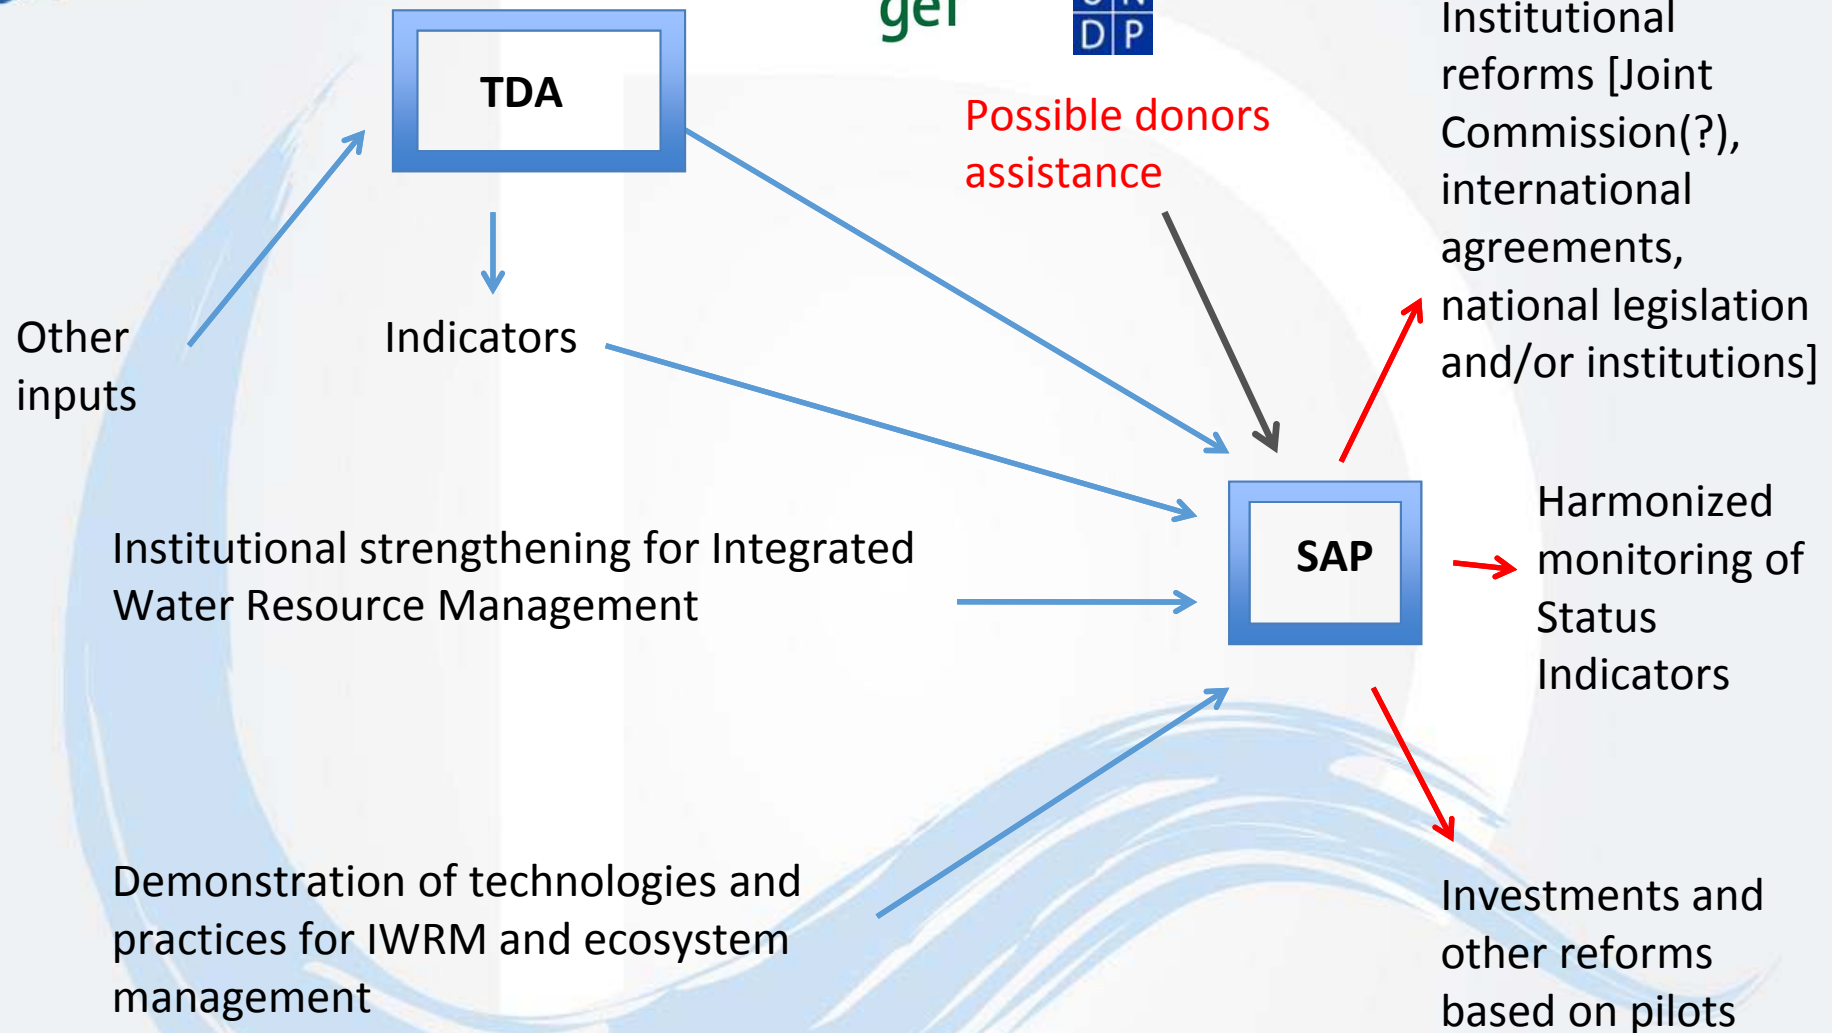 gef
U N
D P
TDA
Possible donors
assistance
Institutional
reforms [Joint
Commission(?),
international
agreements,
national legislation
and/or institutions]
Other
inputs
Indicators
Institutional strengthening for Integrated
Water Resource Management
SAP
Harmonized
monitoring of
Status
Indicators
Demonstration of technologies and
practices for IWRM and ecosystem
management
Investments and
other reforms
based on pilots